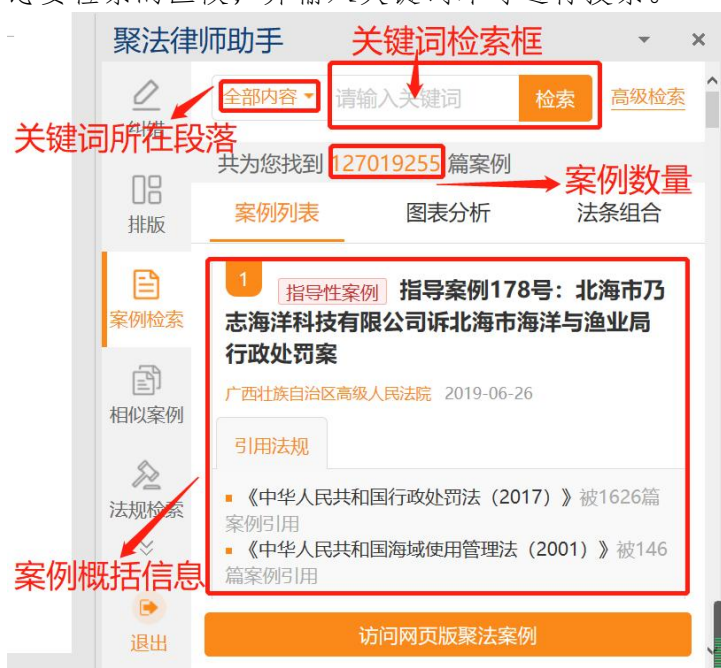 聚法律师助手
关键词检索框
全部内容
请输入关键词
检索
高级检索
关键词所在段落
纠错
共为您找到 127019255 篇案例
案例数量
排版
案例列表
图表分析
法条组合
1
指导性案例 指导案例178号：北海市乃
志海洋科技有限公司诉北海市海洋与渔业局
行政处罚案
案例检索
广西壮族自治区高级人民法院 2019-06-26
相似案例
引用法规
《中华人民共和国行政处罚法（2017）》被1626篇
案例引用
法规检索
《中华人民共和国海域使用管理法（2001）》被146
篇案例引用
案例概括信息
退出
访问网页版聚法案例